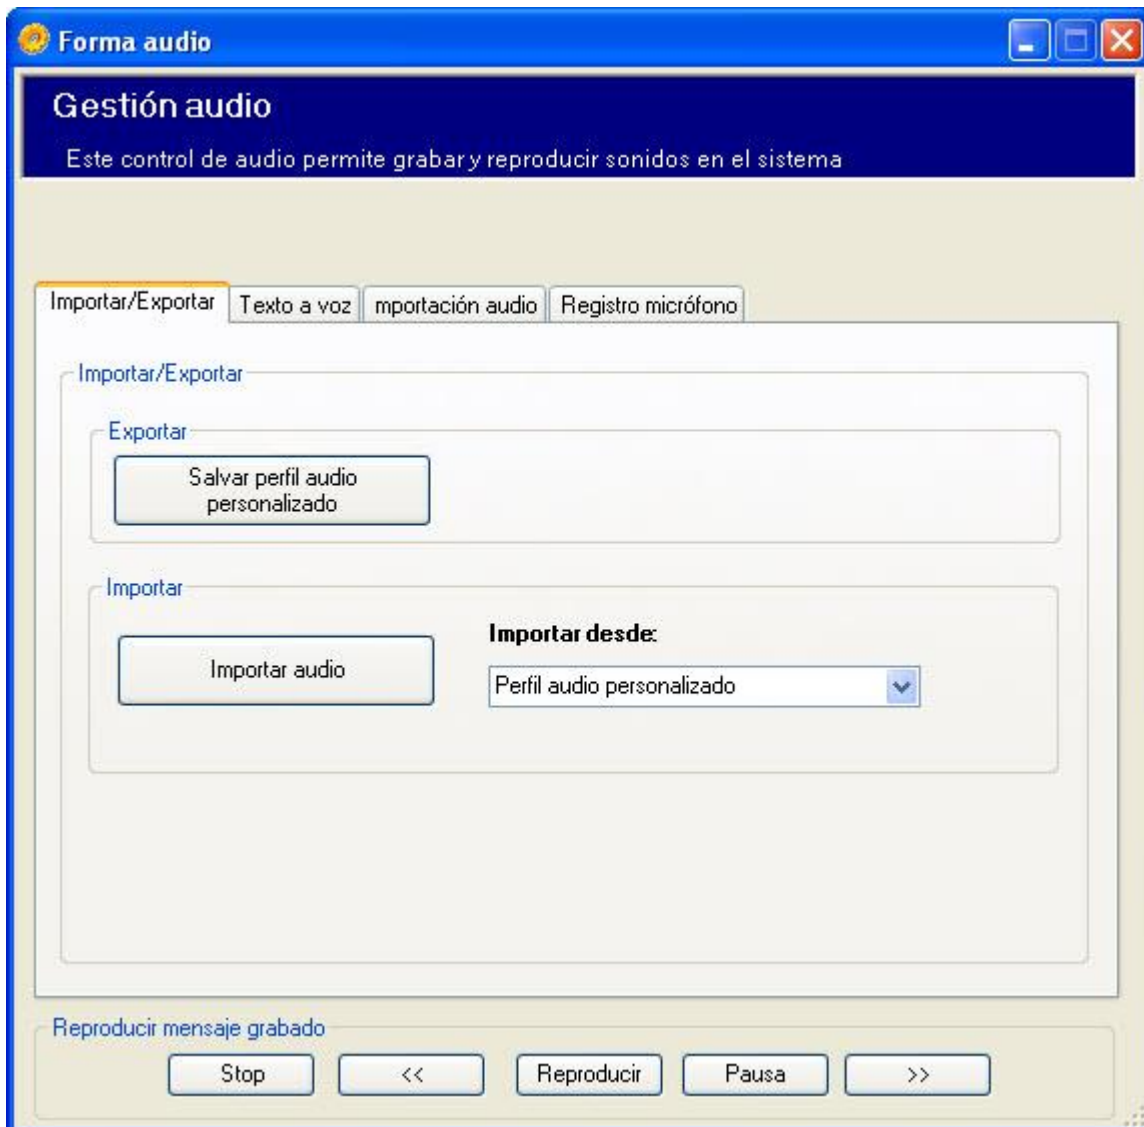 Forma audio
Gestión audio
Este control de audio permite grabar y reproducir sonidos en el sistema
Importar/Exportar Texto a voz mportación audio Registro micrófono
Importar/Exportar
Exportar
Salvar perfil audio
personalizado
Importar
Importar desde:
Importar audio
Perfil audio personalizado
Reproducir mensaje grabado
Stop << Reproducir Pausa >>